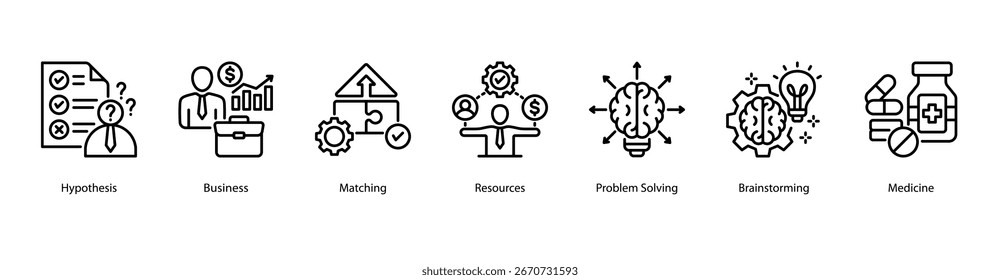 Hypothesis
Business
Matching
Resources
Problem Solving
Brainstorming
Medicine
shutterstock.com · 2670731593